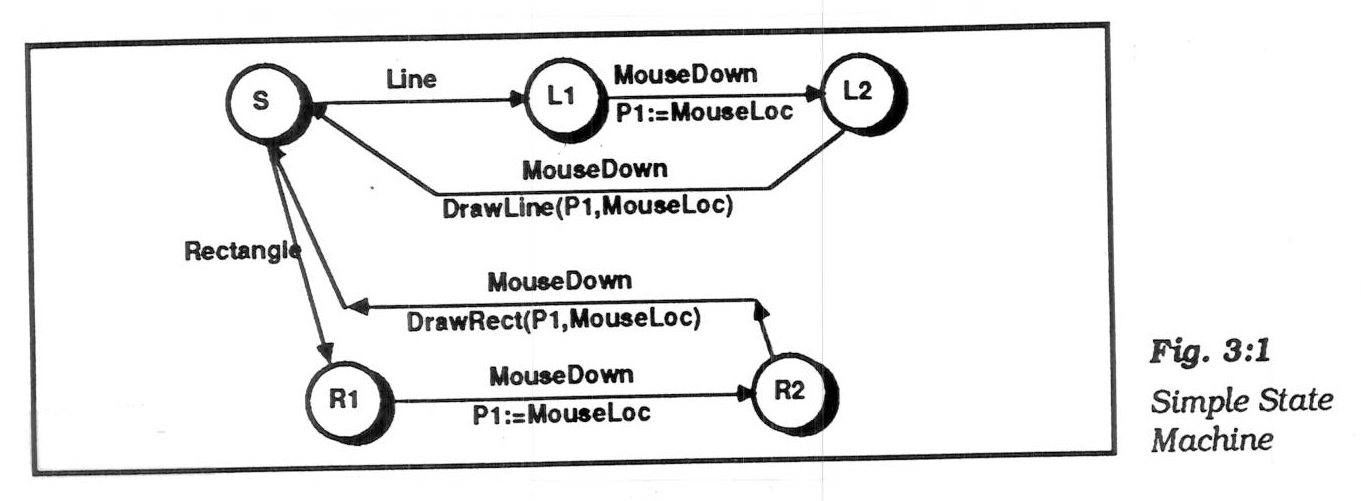 S
Line
L1
MouseDown
P1:=MouseLoc
L2
MouseDown
DrawLine(P1,MouseLoc)
Rectangle
MouseDown
DrawRect(P1,MouseLoc)
R1
MouseDown
P1:=MouseLoc
R2
Fig. 3:1
Simple State
Machine